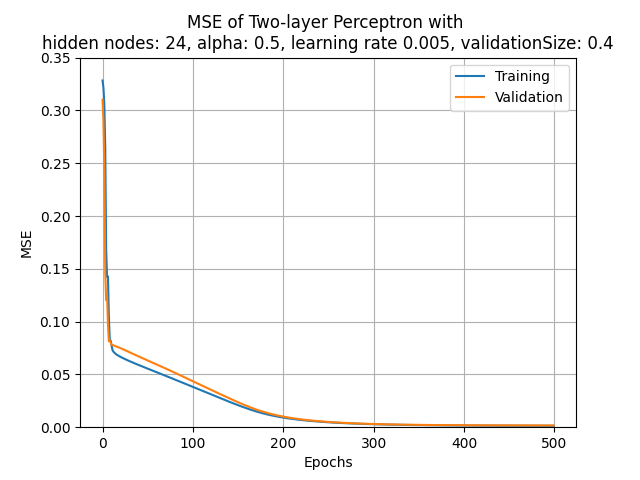 MSE of Two-layer Perceptron with
hidden nodes: 24, alpha: 0.5, learning rate 0.005, validationSize: 0.4
0.35
0.30
0.25
0.20
0.15
0.10
0.05
0.00
MSE
Training
Validation
0 100 200 300 400 500
Epochs